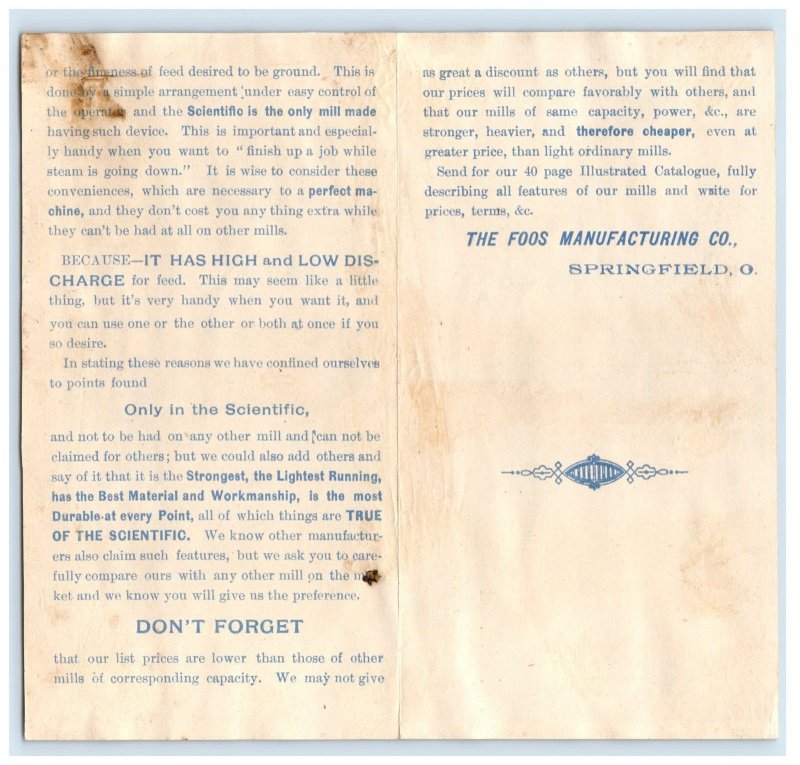 or the fineness of feed desired to be ground. This is
done by a simple arrangement under easy control of
the operator and the Scientific is the only mill made
having such device. This is important and especial-
ly handy when you want to "finish up a job while
steam is going down." It is wise to consider these
conveniences, which are necessary to a perfect ma-
chine, and they don't cost you any thing extra while
they can't be had at all on other mills.
BECAUSE—IT HAS HIGH and LOW DIS-
CHARGE for feed. This may seem like a little
thing, but it's very handy when you want it, and
you can use one or the other or both at once if you
so desire.
In stating these reasons we have confined ourselves
to points found
Only in the Scientific,
and not to be had on any other mill and can not be
claimed for others; but we could also add others and
say of it that it is the Strongest, the Lightest Running,
has the Best Material and Workmanship, is the most
Durable at every Point, all of which things are TRUE
OF THE SCIENTIFIC. We know other manufactur-
ers also claim such features, but we ask you to care-
fully compare ours with any other mill on the mar-
ket and we know you will give us the preference.
DON'T FORGET
that our list prices are lower than those of other
mills of corresponding capacity. We may not give
as great a discount as others, but you will find that
our prices will compare favorably with others, and
that our mills of same capacity, power, &c., are
stronger, heavier, and therefore cheaper, even at
greater price, than light ordinary mills.
Send for our 40 page Illustrated Catalogue, fully
describing all features of our mills and write for
prices, terms, &c.
THE FOOS MANUFACTURING CO.,
SPRINGFIELD, O.